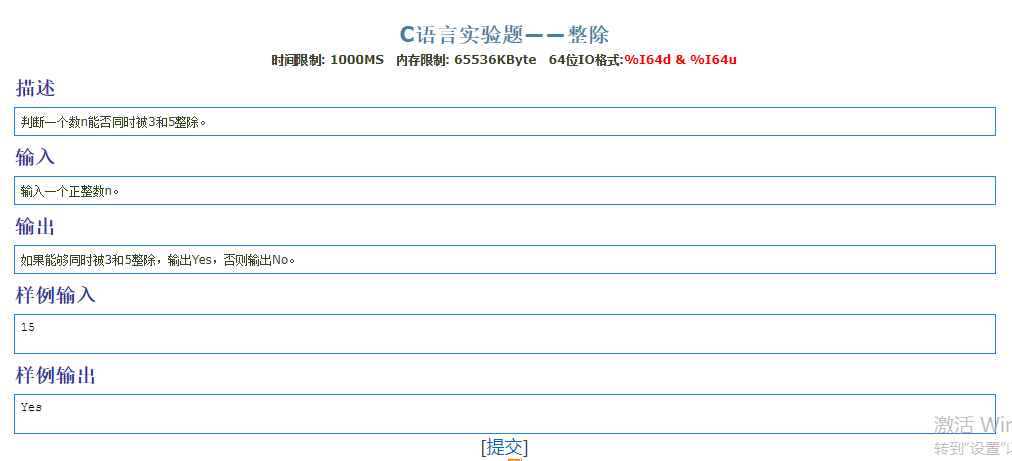 C语言实验题——整除
时间限制: 1000MS 内存限制: 65536KByte 64位IO格式:%I64d & %I64u
描述
判断一个数n能否同时被3和5整除。
输入
输入一个正整数n。
输出
如果能够同时被3和5整除，输出Yes，否则输出No。
样例输入
15
样例输出
Yes
[提交]
激活 Win
转到“设置”以